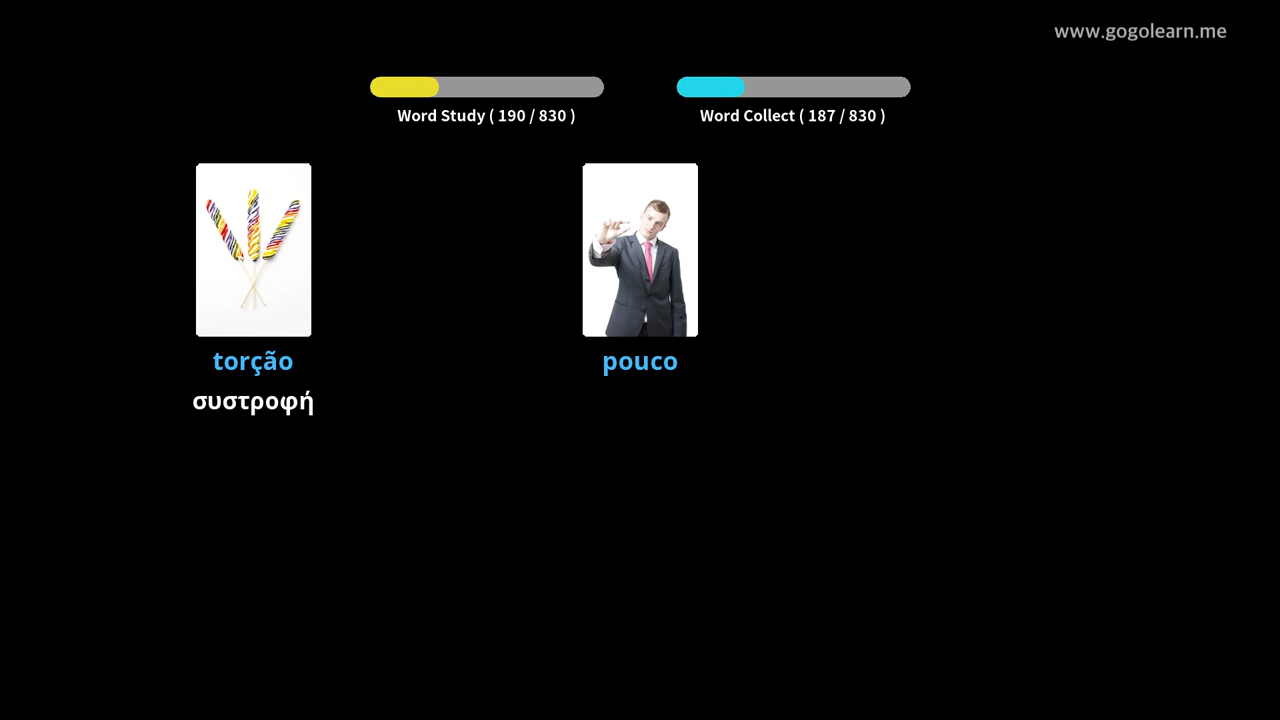 www.gogolearn.me
Word Study ( 190 / 830 )
Word Collect ( 187 / 830 )
torção
συστροφή
pouco